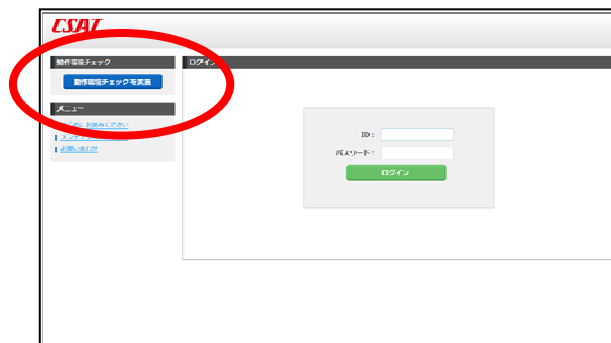 CSAT
動作環境チェック
動作環境チェックを実施
メニュー
お問い合わせ
ログイン
ID：
パスワード：
ログイン